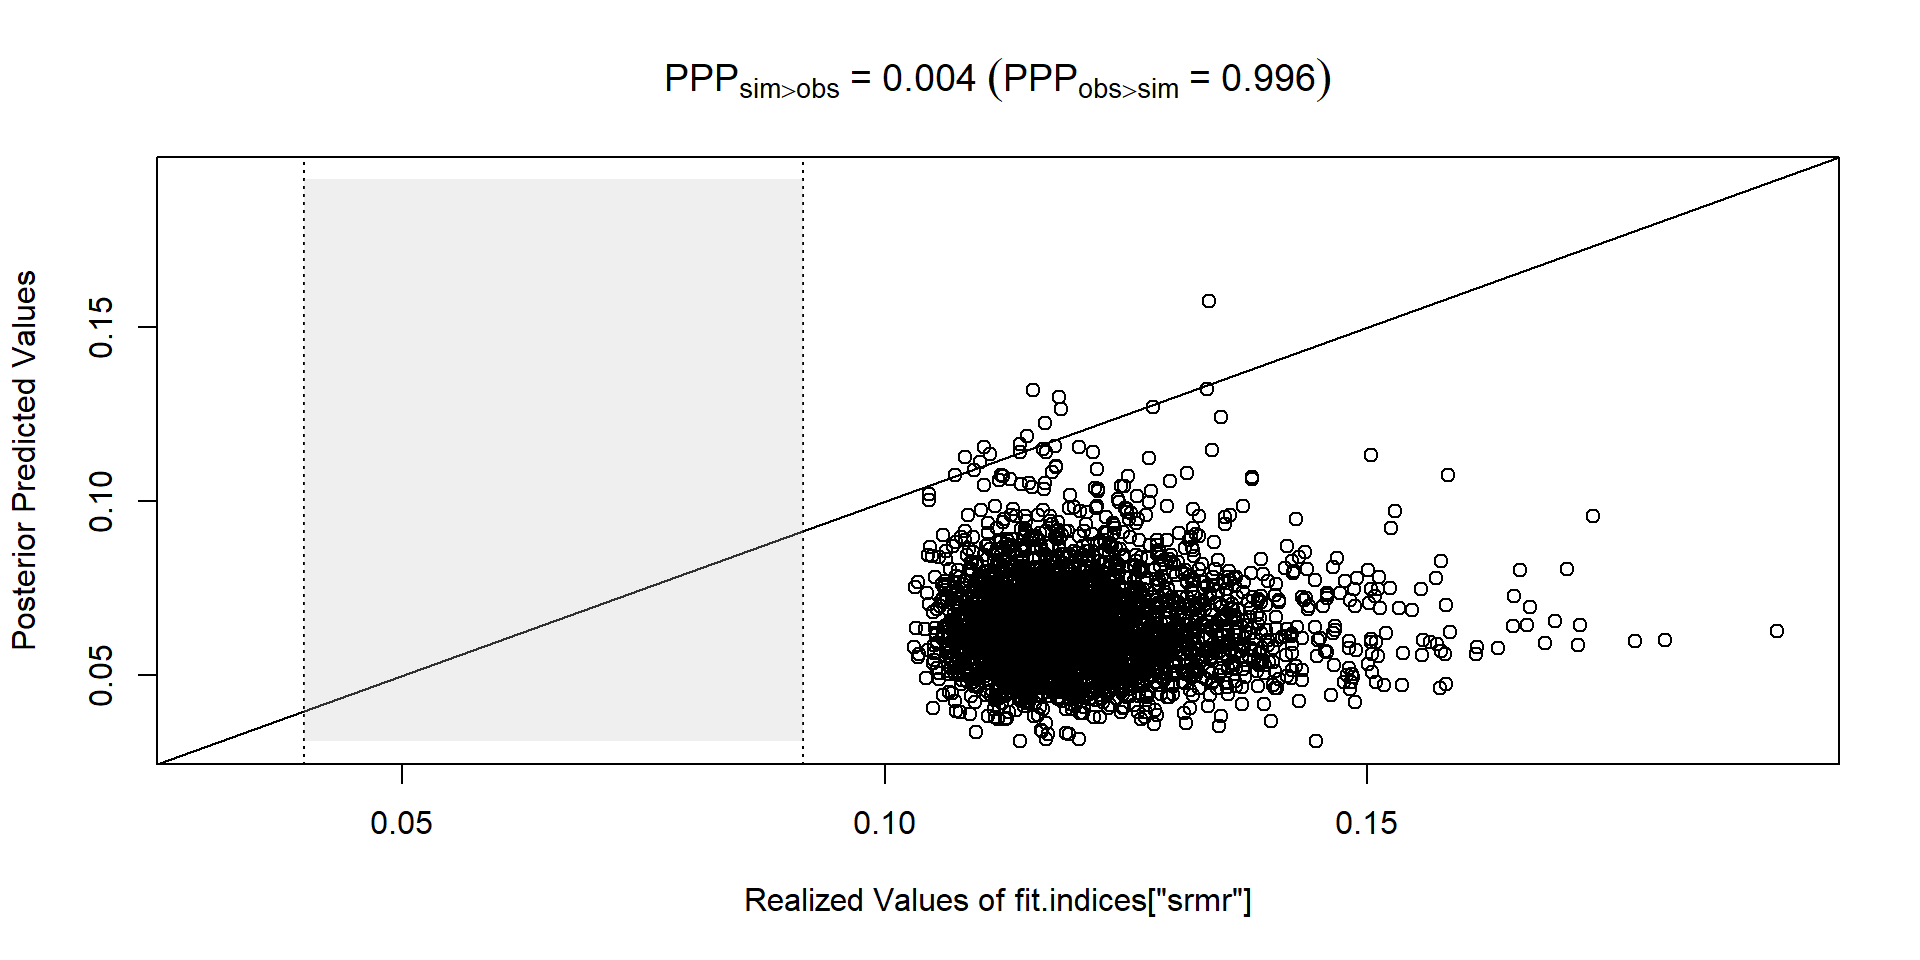 PPPsim>obs = 0.004 (PPPobs>sim = 0.996)
Posterior Predicted Values
0.15
0.10
0.05
0.05 0.10 0.15
Realized Values of fit.indices["srmr"]